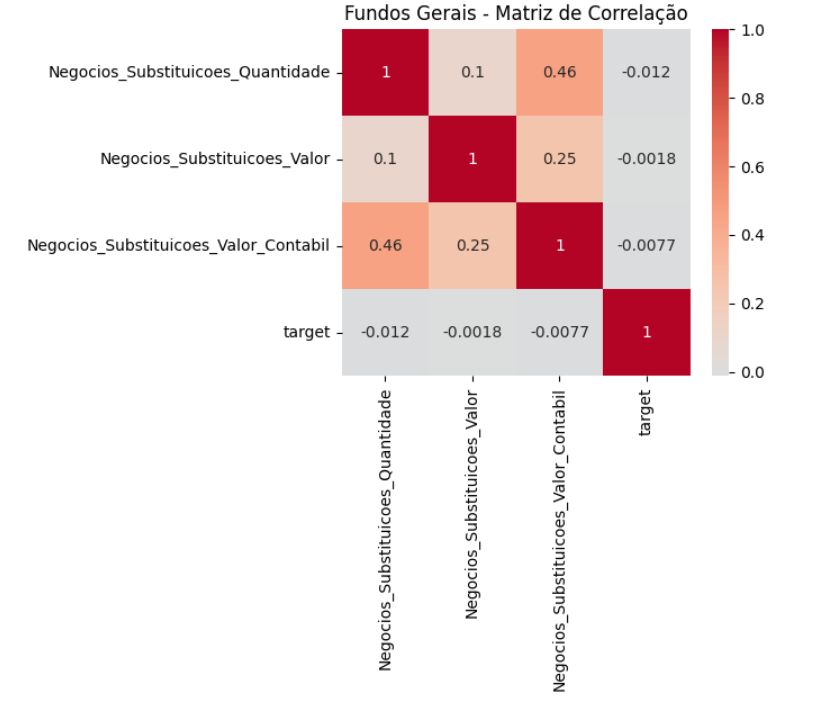 Fundos Gerais - Matriz de Correlação
Negocios_Substituicoes_Quantidade
1
0.1
0.46
-0.012
Negocios_Substituicoes_Valor
0.1
1
0.25
-0.0018
Negocios_Substituicoes_Valor_Contabil
0.46
0.25
1
-0.0077
target
-0.012
-0.0018
-0.0077
1
Negocios_Substituicoes_Quantidade
Negocios_Substituicoes_Valor
Negocios_Substituicoes_Valor_Contabil
target
1.0
0.8
0.6
0.4
0.2
0.0